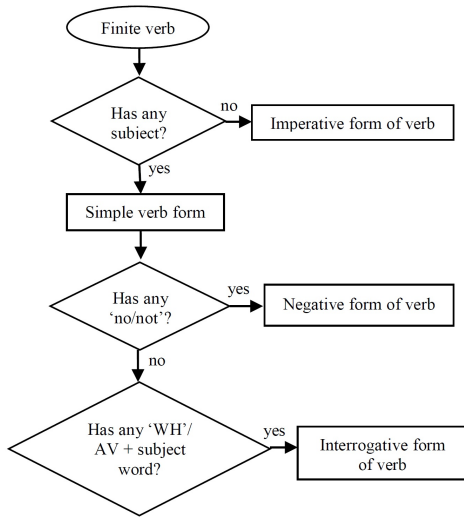 Finite verb
Has any
subject?
no
Imperative form of verb
yes
Simple verb form
Has any
‘no/not’?
yes
Negative form of verb
no
Has any ‘WH’/
AV + subject
word?
yes
Interrogative form
of verb